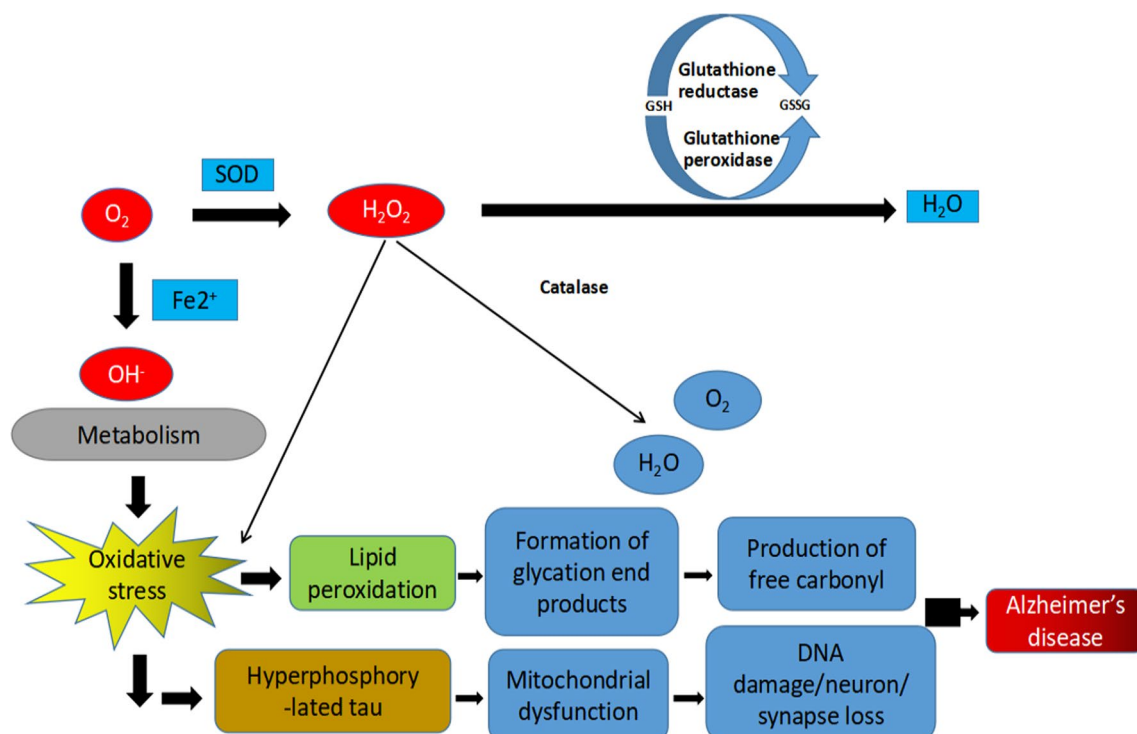 Glutathione
reductase
GSH
GSSG
Glutathione
peroxidase
SOD
O₂
H₂O₂
H₂O
Fe2⁺
Catalase
OH⁻
Metabolism
O₂
H₂O
Oxidative
stress
Lipid
peroxidation
Formation of
glycation end
products
Production of
free carbonyl
Alzheimer’s
disease
Hyperphosphory
-lated tau
Mitochondrial
dysfunction
DNA
damage/neuron/
synapse loss